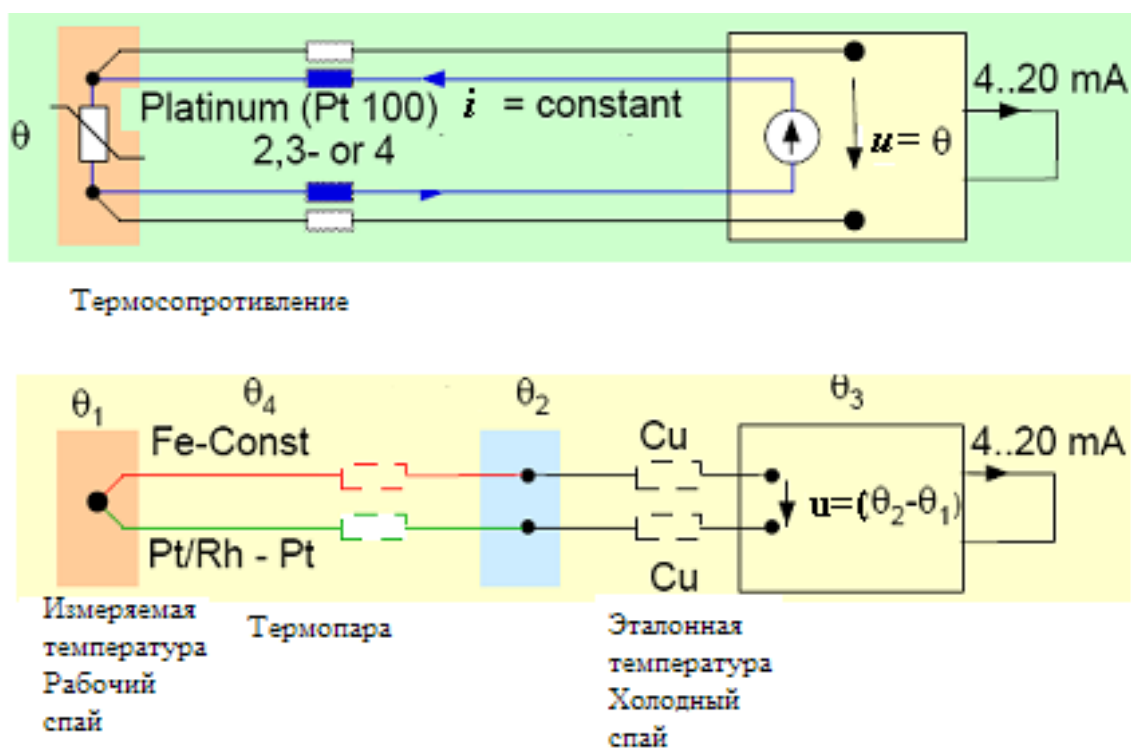 4..20 mA
Platinum (Pt 100) i = constant
θ 2,3- or 4 u= θ
Термосопротивление
θ1 θ4 θ2 θ3
Fe-Const Cu 4..20 mA
u=(θ2-θ1)
Pt/Rh - Pt Cu
Измеряемая
температура
Рабочий
спай
Термопара
Эталонная
температура
Холодный
спай